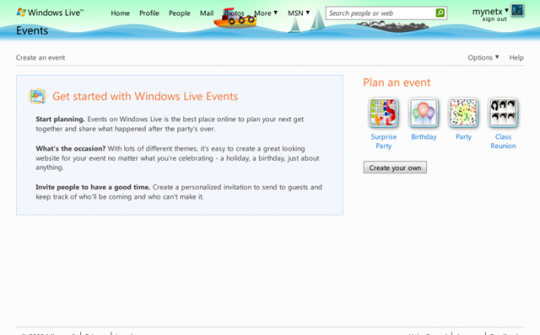 Windows Live™ Home Profile People Mail Photos More ▾ MSN ▾ Search people or web mynetx ▾
sign out
Events
Create an event Options ▾ Help
Get started with Windows Live Events
Start planning. Events on Windows Live is the best place online to plan your next get
together and share what happened after the party's over.
What's the occasion? With lots of different themes, it's easy to create a great looking
website for your event no matter what you're celebrating - a holiday, a birthday, just about
anything.
Invite people to have a good time. Create a personalized invitation to send to guests and
keep track of who'll be coming and who can't make it.
Plan an event
Surprise Birthday Party Class
Party Reunion
Create your own